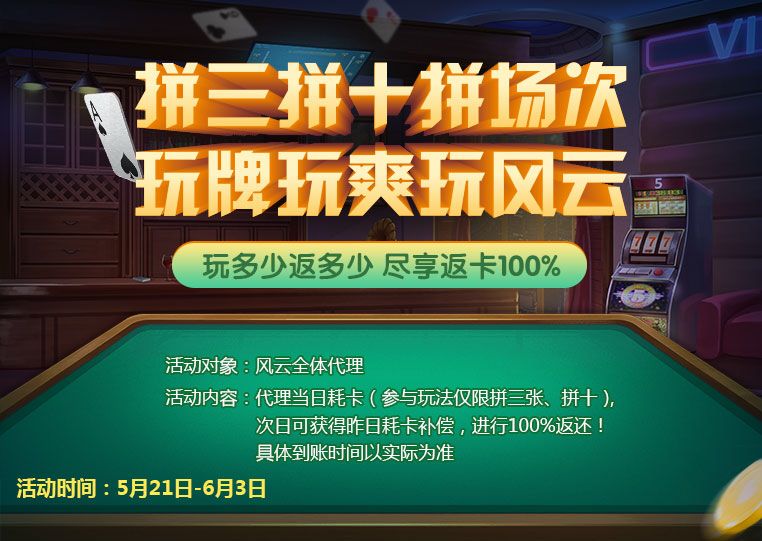 拼三拼十拼场次
玩牌玩爽玩风云
玩多少返多少 尽享返卡100%
活动对象：风云全体代理
活动内容：代理当日耗卡（参与玩法仅限拼三张、拼十），
次日可获得昨日耗卡补偿，进行100%返还！
具体到账时间以实际为准
活动时间：5月21日-6月3日
VI
A
5
777